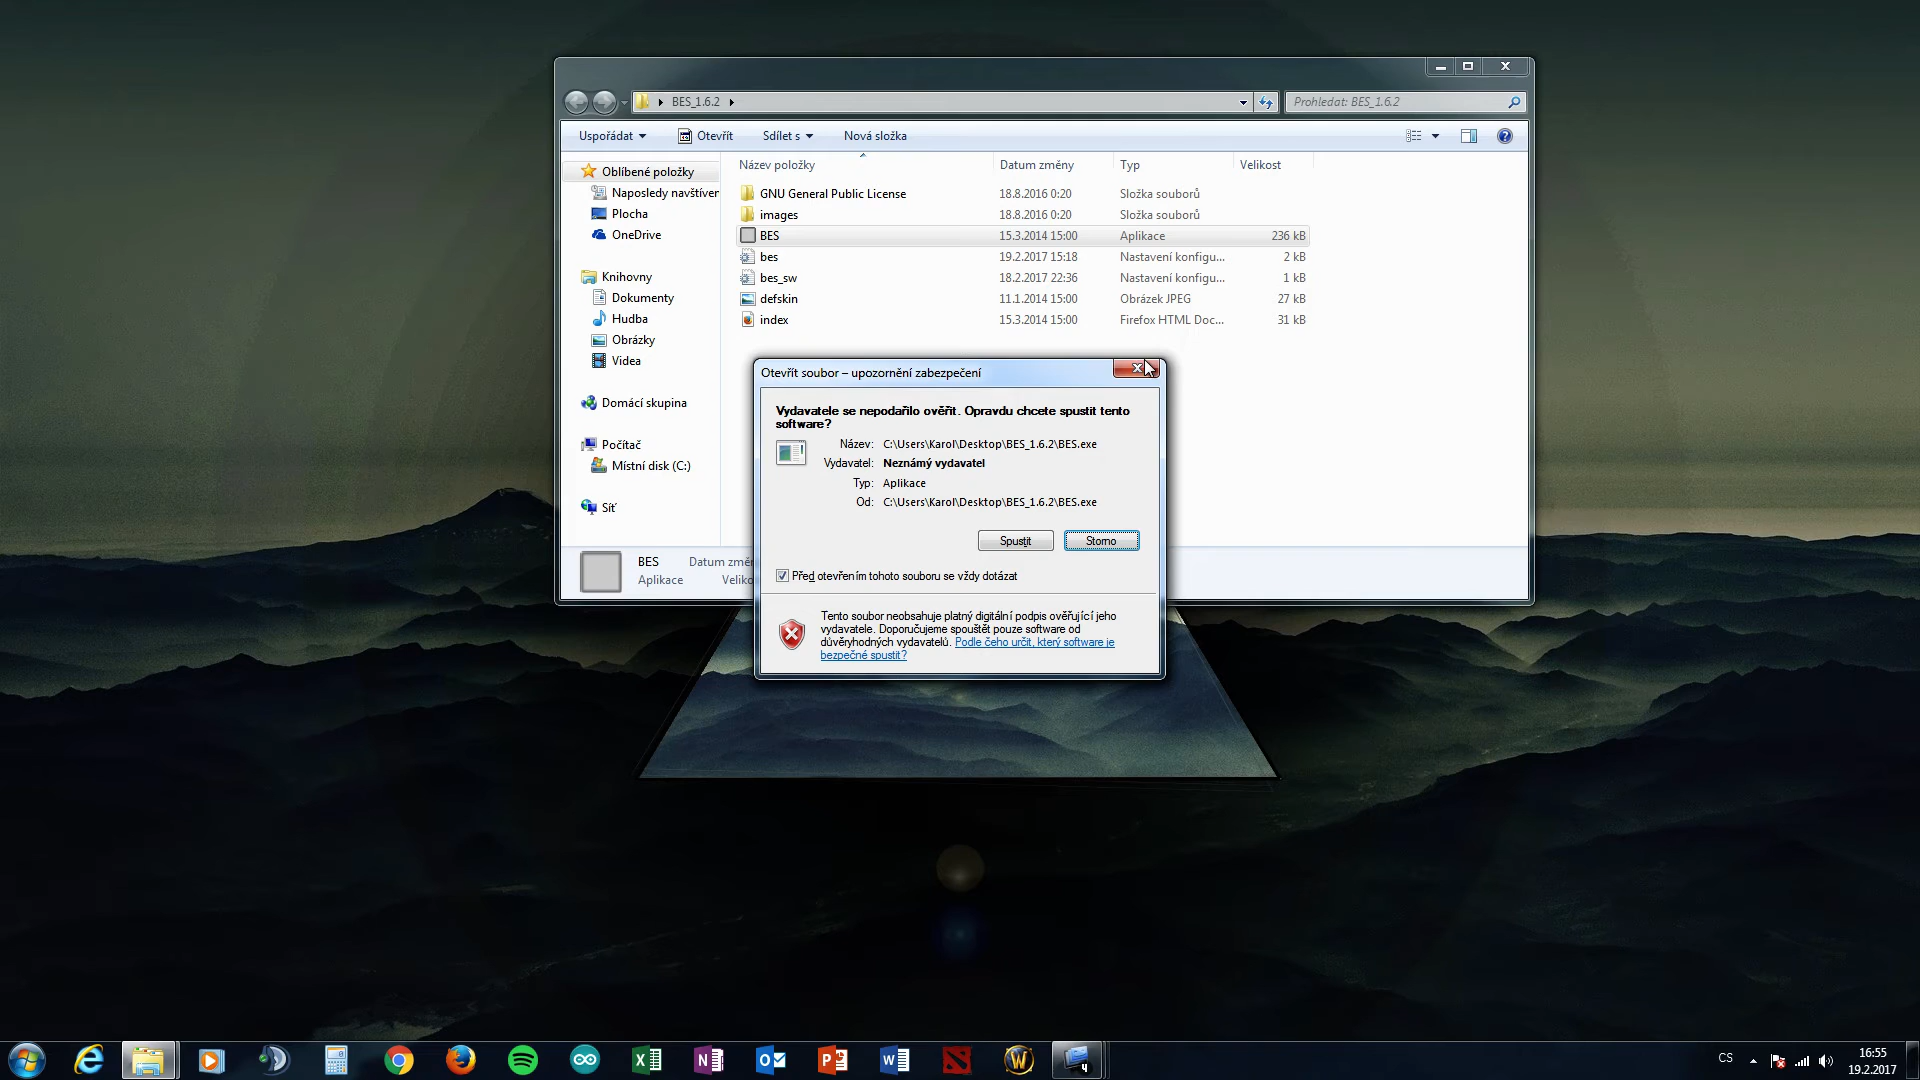 BES_1.6.2
Prohledat: BES_1.6.2
Uspořádat
Otevřít
Sdílet s
Nová složka
Název položky
Datum změny
Typ
Velikost
Oblíbené položky
Naposledy navštíven
Plocha
OneDrive
Knihovny
Dokumenty
Hudba
Obrázky
Videa
Domácí skupina
Počítač
Místní disk (C:)
Síť
GNU General Public License 18.8.2016 0:20 Složka souborů
images 18.8.2016 0:20 Složka souborů
BES 15.3.2014 15:00 Aplikace 236 kB
bes 19.2.2017 15:18 Nastavení konfigu... 2 kB
bes_sw 18.2.2017 22:36 Nastavení konfigu... 1 kB
defskin 11.1.2014 15:00 Obrázek JPEG 27 kB
index 15.3.2014 15:00 Firefox HTML Doc... 31 kB
Otevřít soubor – upozornění zabezpečení
Vydavatele se nepodařilo ověřit. Opravdu chcete spustit tento
software?
Název: C:\Users\Karol\Desktop\BES_1.6.2\BES.exe
Vydavatel: Neznámý vydavatel
Typ: Aplikace
Od: C:\Users\Karol\Desktop\BES_1.6.2\BES.exe
Spustit
Storno
Před otevřením tohoto souboru se vždy dotázat
Tento soubor neobsahuje platný digitální podpis ověřující jeho
vydavatele. Doporučujeme spouštět pouze software od
důvěryhodných vydavatelů. Podle čeho určit, který software je
bezpečné spustit?
BES Datum změn
Aplikace Veliko
CS
16:55
19.2.2017